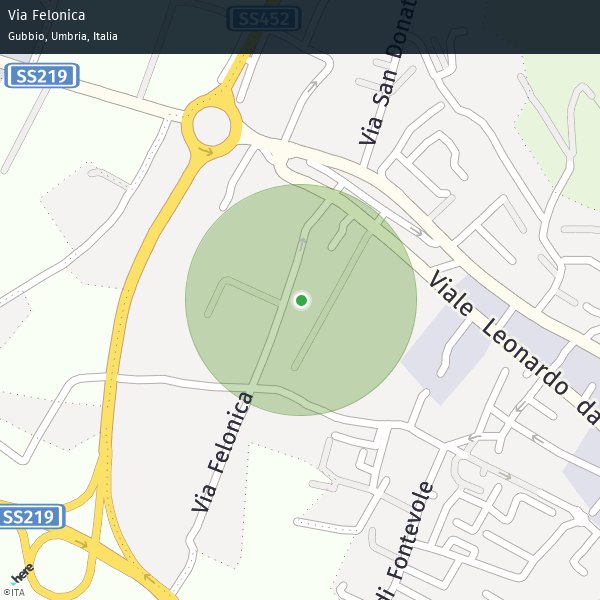 Via Felonica
Gubbio, Umbria, Italia
SS452
SS219
Via San Donat
Viale Leonardo da
Via Felonica
di Fontevole
SS219
here
©ITA